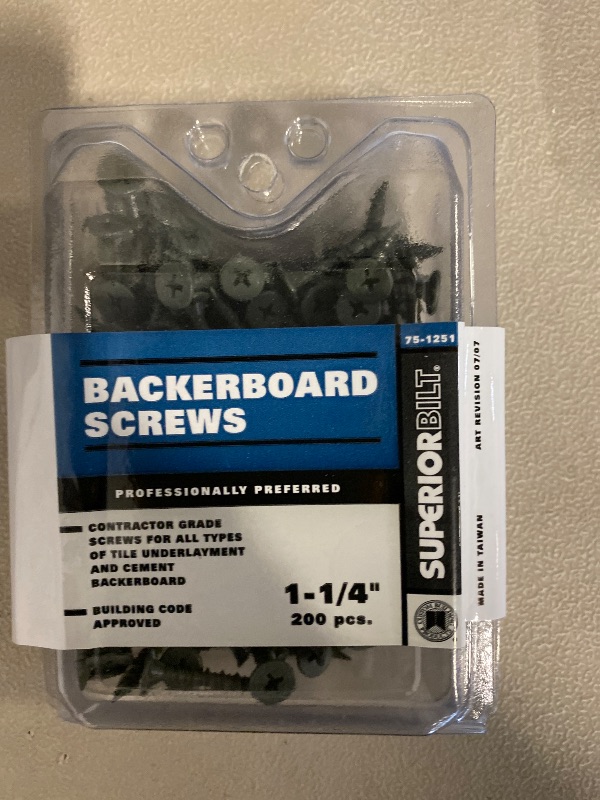 75-1251
BACKERBOARD
SCREWS
PROFESSIONALLY PREFERRED
CONTRACTOR GRADE
SCREWS FOR ALL TYPES
OF TILE UNDERLAYMENT
AND CEMENT
BACKERBOARD
BUILDING CODE
APPROVED
1-1/4"
200 pcs.
SUPERIORBILT®
MADE IN TAIWAN
ART REVISION 07/07